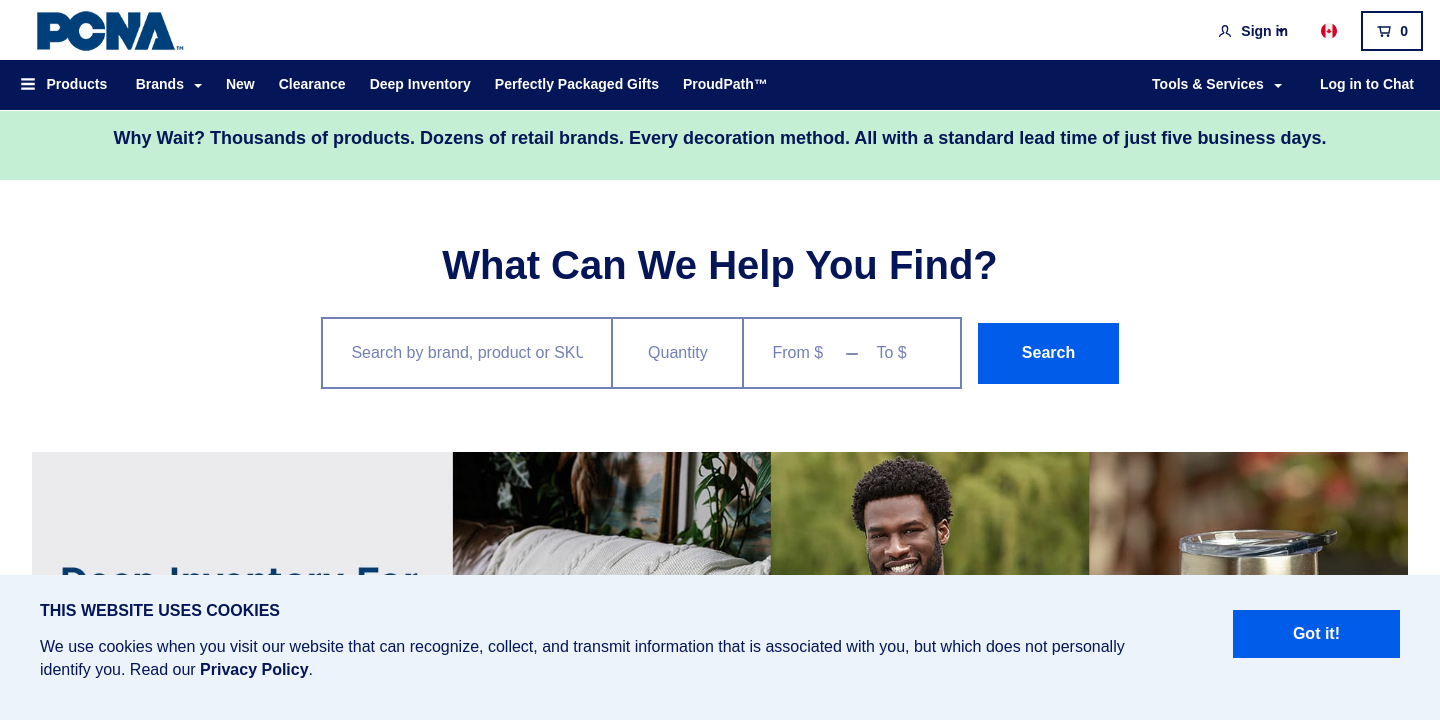 PCNA™
Sign in
0
Products Brands New Clearance Deep Inventory Perfectly Packaged Gifts ProudPath™ Tools & Services Log in to Chat
Why Wait? Thousands of products. Dozens of retail brands. Every decoration method. All with a standard lead time of just five business days.
What Can We Help You Find?
Search by brand, product or SKU Quantity From $ — To $ Search
Deep Inventory For
THIS WEBSITE USES COOKIES
We use cookies when you visit our website that can recognize, collect, and transmit information that is associated with you, but which does not personally
identify you. Read our Privacy Policy.
Got it!